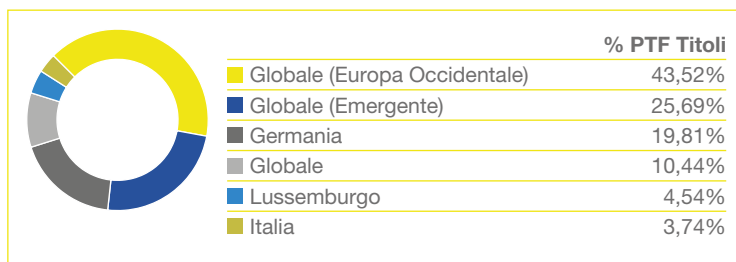 % PTF Titoli
Globale (Europa Occidentale) 43,52%
Globale (Emergente) 25,69%
Germania 19,81%
Globale 10,44%
Lussemburgo 4,54%
Italia 3,74%